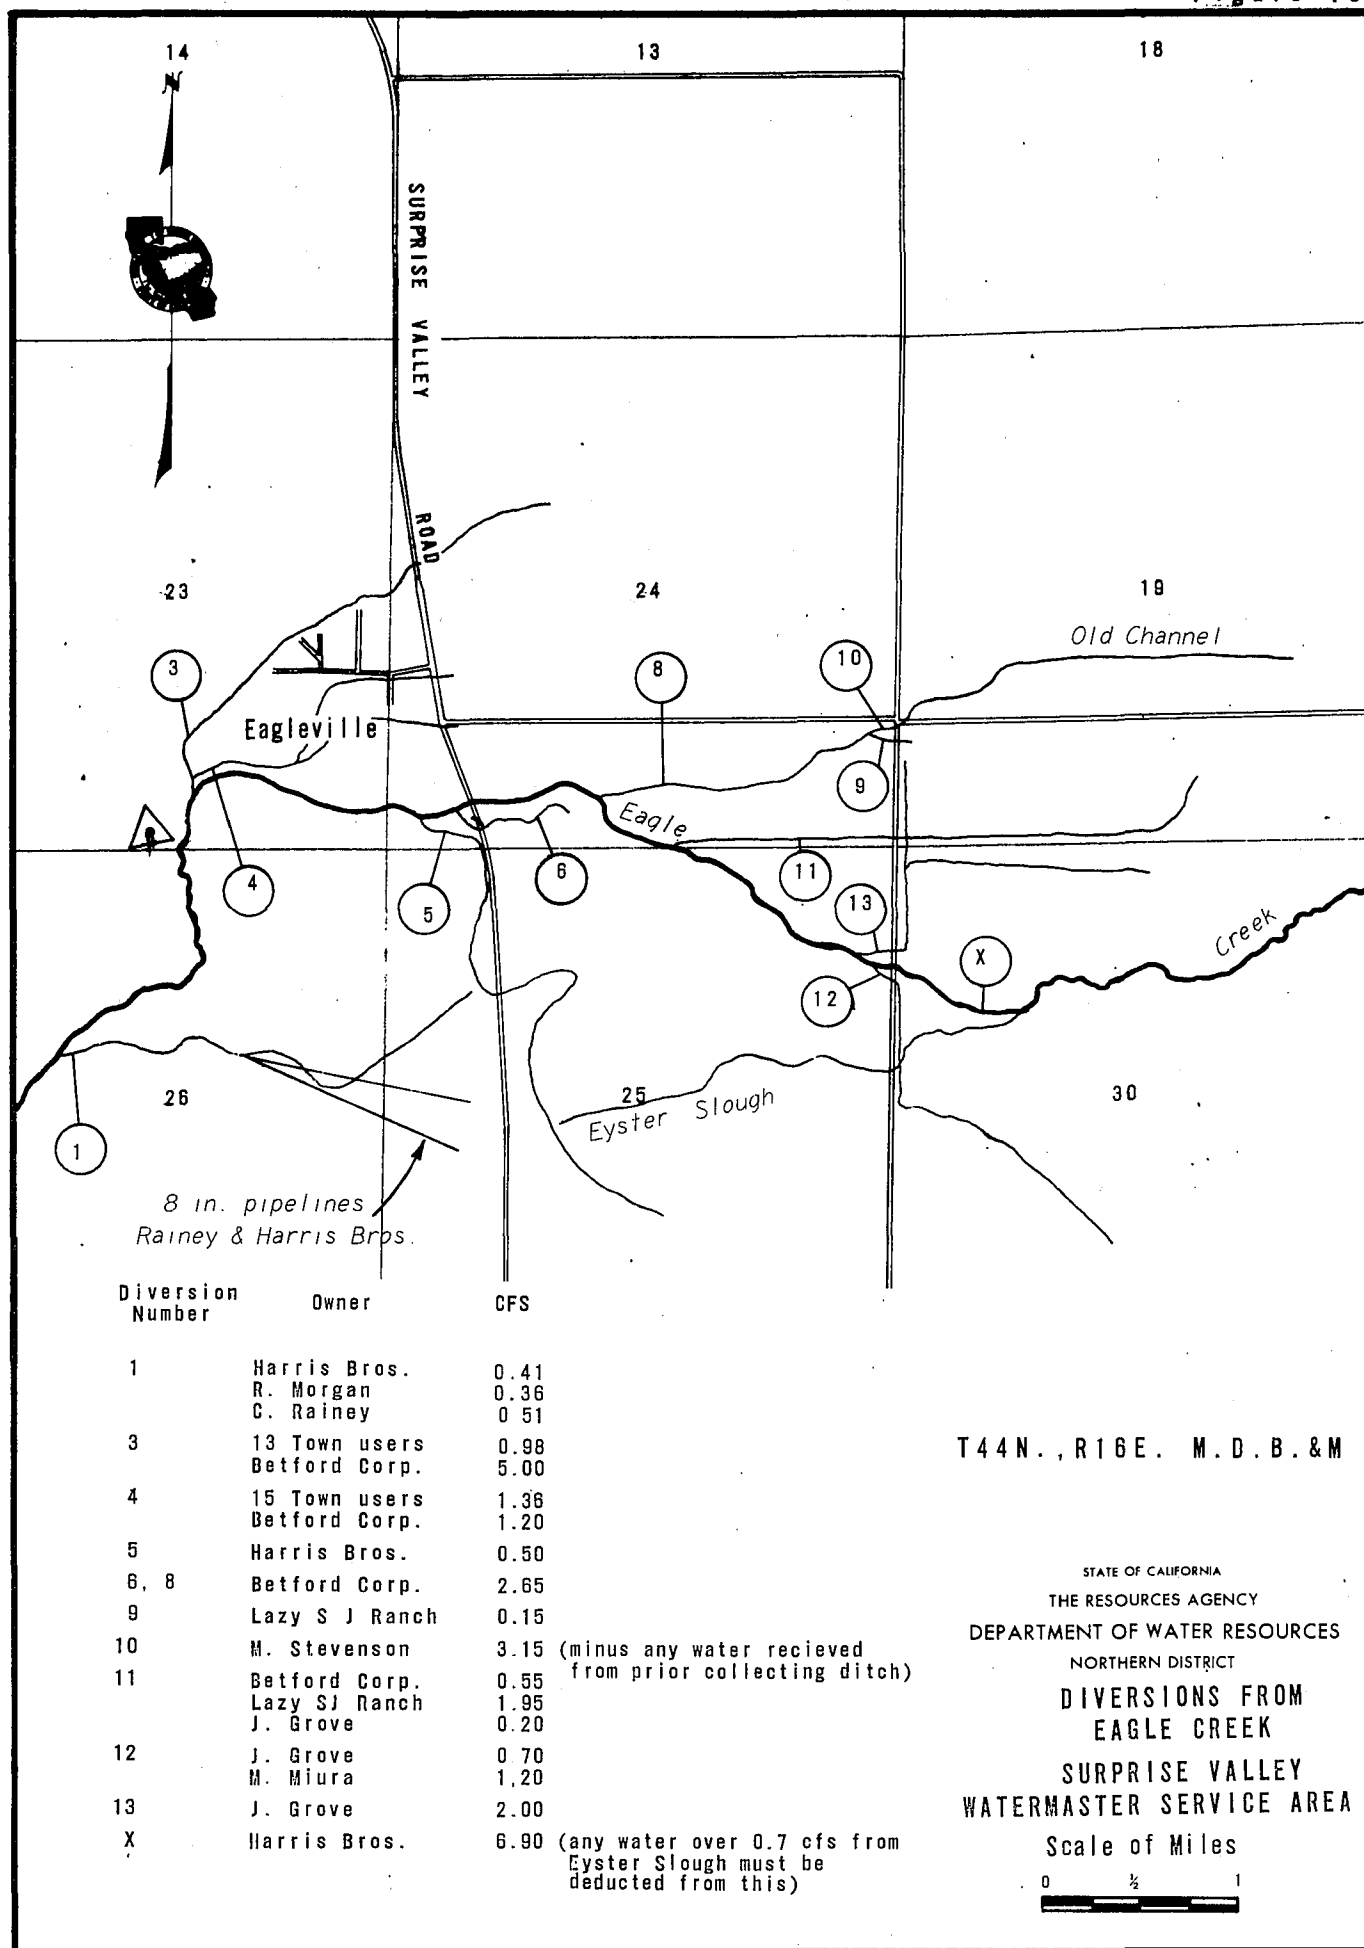 14
13
18
N
SURPRISE VALLEY ROAD
23
24
19
Old Channel
3
8
10
Eagleville
9
Eagle
4
5
6
11
13
X
12
Creek
26
25
Eyster Slough
30
1
8 in. pipelines
Rainey & Harris Bros.
Diversion Number Owner CFS
1 Harris Bros. 0.41
R. Morgan 0.36
C. Rainey 0 51
3 13 Town users 0.98
Betford Corp. 5.00
4 15 Town users 1.36
Betford Corp. 1.20
5 Harris Bros. 0.50
6, 8 Betford Corp. 2.65
9 Lazy S J Ranch 0.15
10 M. Stevenson 3.15 (minus any water recieved
from prior collecting ditch)
11 Betford Corp. 0.55
Lazy SJ Ranch 1.95
J. Grove 0.20
12 J. Grove 0 70
M. Miura 1,20
13 J. Grove 2.00
X Harris Bros. 6.90 (any water over 0.7 cfs from
Eyster Slough must be
deducted from this)
T44N.,R16E. M.D.B.&M
STATE OF CALIFORNIA
THE RESOURCES AGENCY
DEPARTMENT OF WATER RESOURCES
NORTHERN DISTRICT
DIVERSIONS FROM
EAGLE CREEK
SURPRISE VALLEY
WATERMASTER SERVICE AREA
Scale of Miles
0 ½ 1